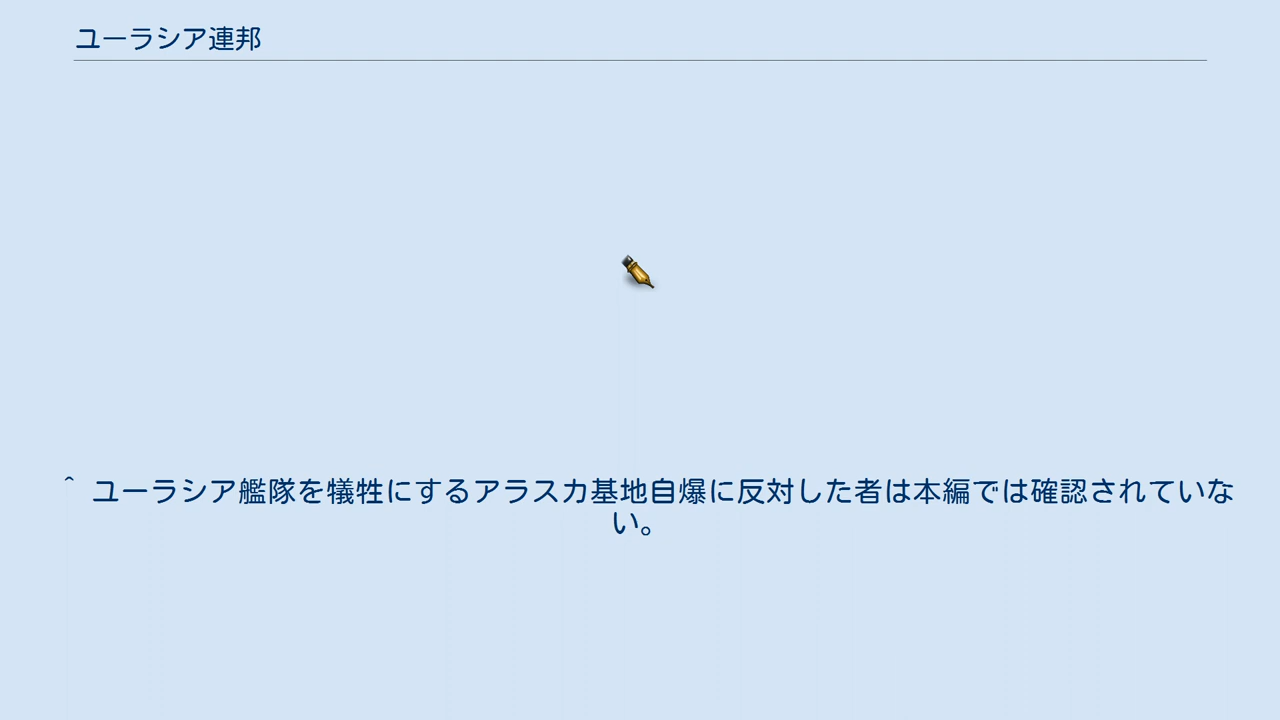 ユーラシア連邦
^ ユーラシア艦隊を犠牲にするアラスカ基地自爆に反対した者は本編では確認されていな
い。